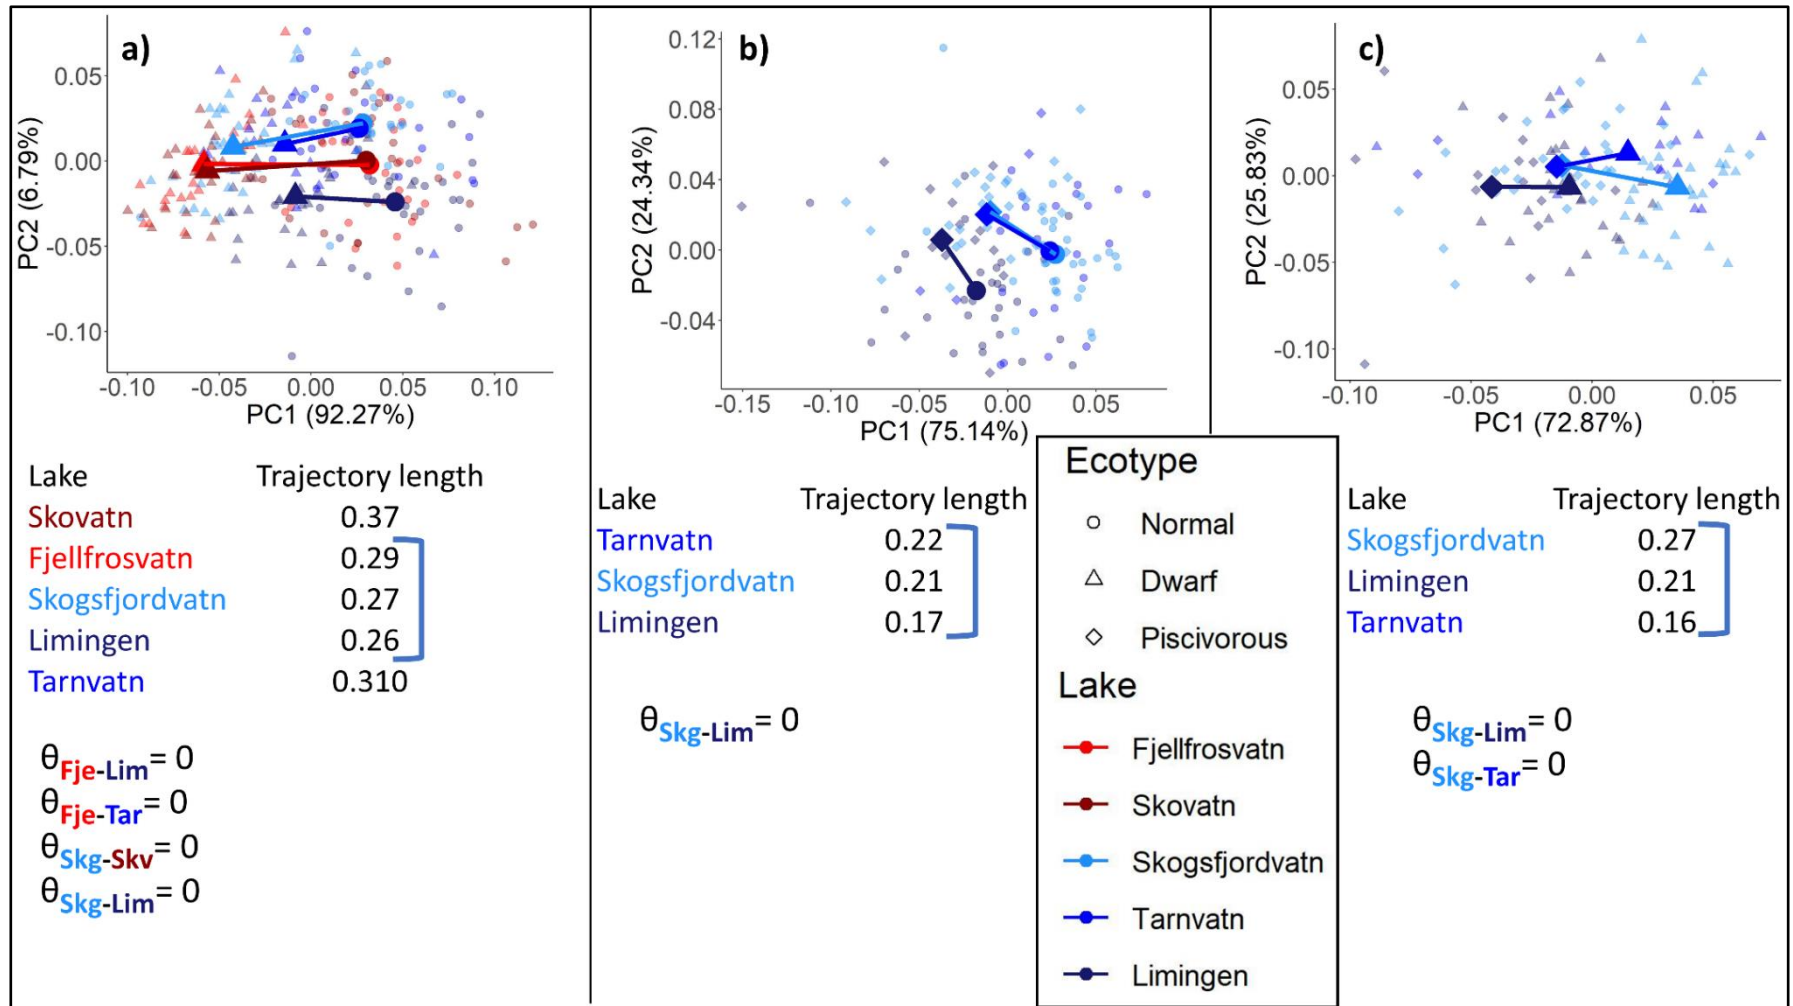 a)
0.05
0.00
-0.05
-0.10
PC2 (6.79%)
-0.10 -0.05 0.00 0.05 0.10
PC1 (92.27%)
Lake Trajectory length
Skovatn 0.37
Fjellfrosvatn 0.29
Skogsfjordvatn 0.27
Limingen 0.26
Tarnvatn 0.310
θFje-Lim= 0
θFje-Tar= 0
θSkg-Skv= 0
θSkg-Lim= 0
b)
0.12
0.08
0.04
0.00
-0.04
PC2 (24.34%)
-0.15 -0.10 -0.05 0.00 0.05
PC1 (75.14%)
Lake Trajectory length
Tarnvatn 0.22
Skogsfjordvatn 0.21
Limingen 0.17
θSkg-Lim= 0
Ecotype
Normal
Dwarf
Piscivorous
Lake
Fjellfrosvatn
Skovatn
Skogsfjordvatn
Tarnvatn
Limingen
c)
0.05
0.00
-0.05
-0.10
PC2 (25.83%)
-0.10 -0.05 0.00 0.05
PC1 (72.87%)
Lake Trajectory length
Skogsfjordvatn 0.27
Limingen 0.21
Tarnvatn 0.16
θSkg-Lim= 0
θSkg-Tar= 0